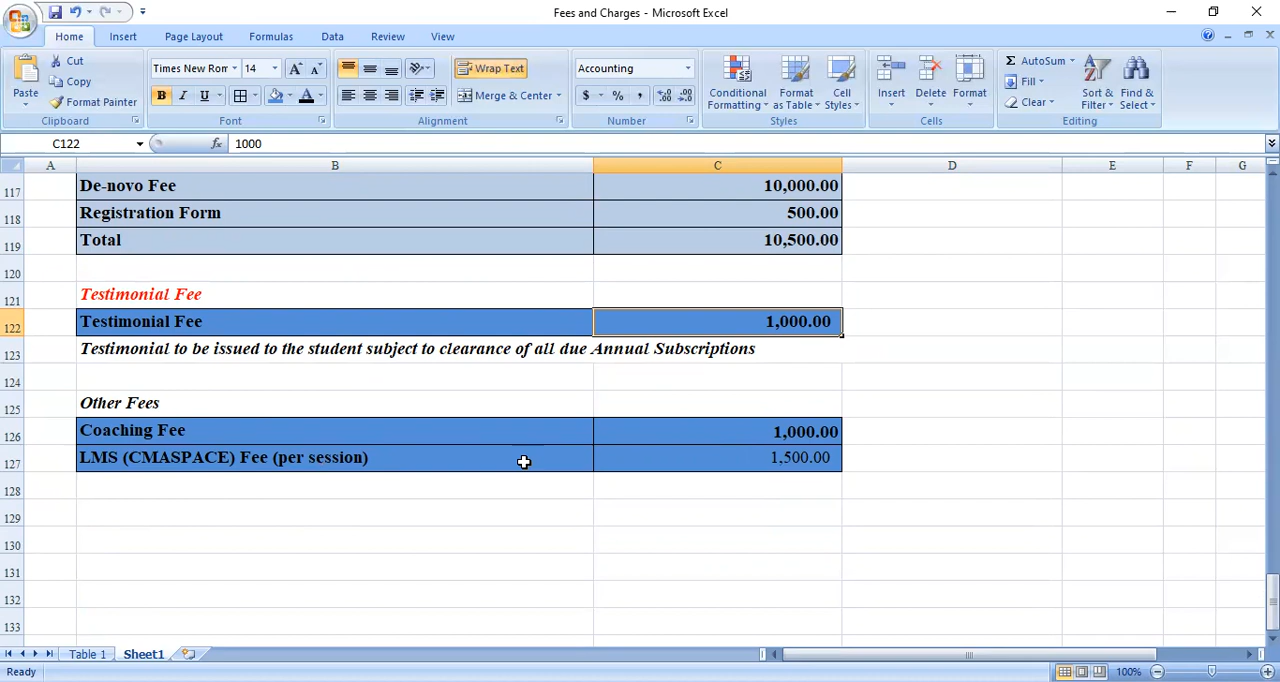 Fees and Charges - Microsoft Excel
Home Insert Page Layout Formulas Data Review View
Paste
Cut
Copy
Format Painter
Clipboard
Times New Rom 14
A A
B I U
A
Font
Wrap Text
Merge & Center
Alignment
Accounting
$ % ,
Number
Conditional Formatting
Format as Table
Cell Styles
Styles
Insert Delete Format
Cells
Σ AutoSum
Fill
Clear
Sort & Filter
Find & Select
Editing
C122 fx 1000
A B C D E F G
117 De-novo Fee 10,000.00
118 Registration Form 500.00
119 Total 10,500.00
120
121 Testimonial Fee
122 Testimonial Fee 1,000.00
123 Testimonial to be issued to the student subject to clearance of all due Annual Subscriptions
124
125 Other Fees
126 Coaching Fee 1,000.00
127 LMS (CMASPACE) Fee (per session) 1,500.00
128
129
130
131
132
133
Table 1 Sheet1
Ready 100%